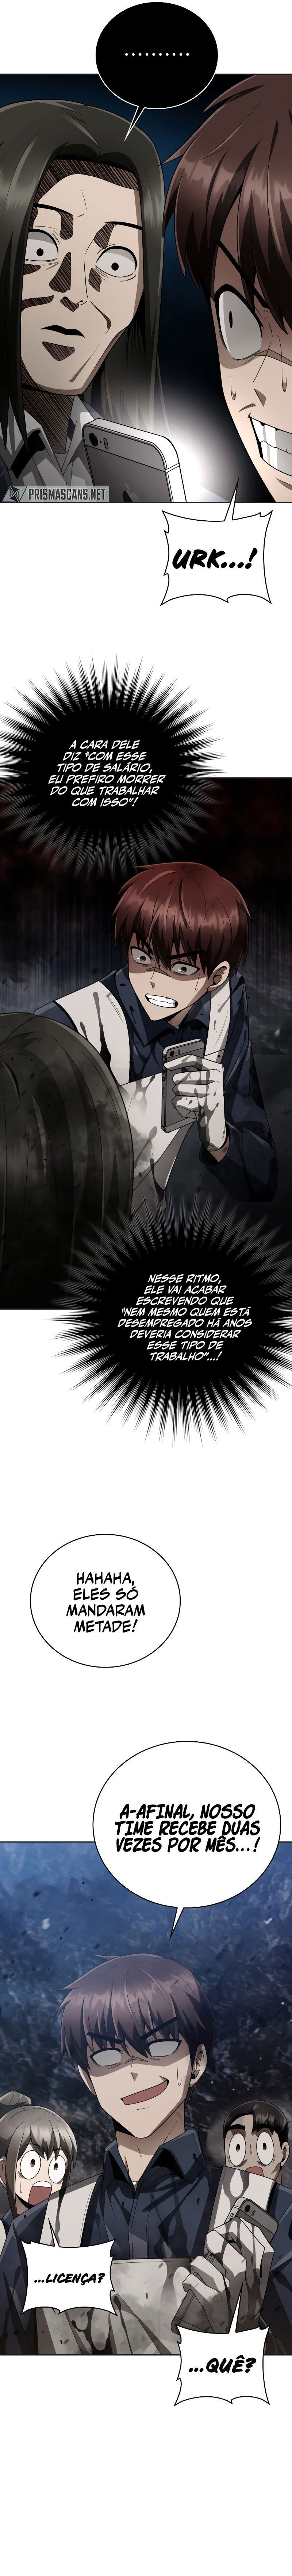 ..........
PRISMASCANS.NET
URK...!
A CARA DELE
DIZ "COM ESSE
TIPO DE SALÁRIO,
EU PREFIRO MORRER
DO QUE TRABALHAR
COM ISSO"!
NESSE RITMO,
ELE VAI ACABAR
ESCREVENDO QUE
"NEM MESMO QUEM ESTÁ
DESEMPREGADO HÁ ANOS
DEVERIA CONSIDERAR
ESSE TIPO DE
TRABALHO"...!
HAHAHA,
ELES SÓ
MANDARAM
METADE!
A-AFINAL, NOSSO
TIME RECEBE DUAS
VEZES POR MÊS...!
...LICENÇA?
...QUÊ?